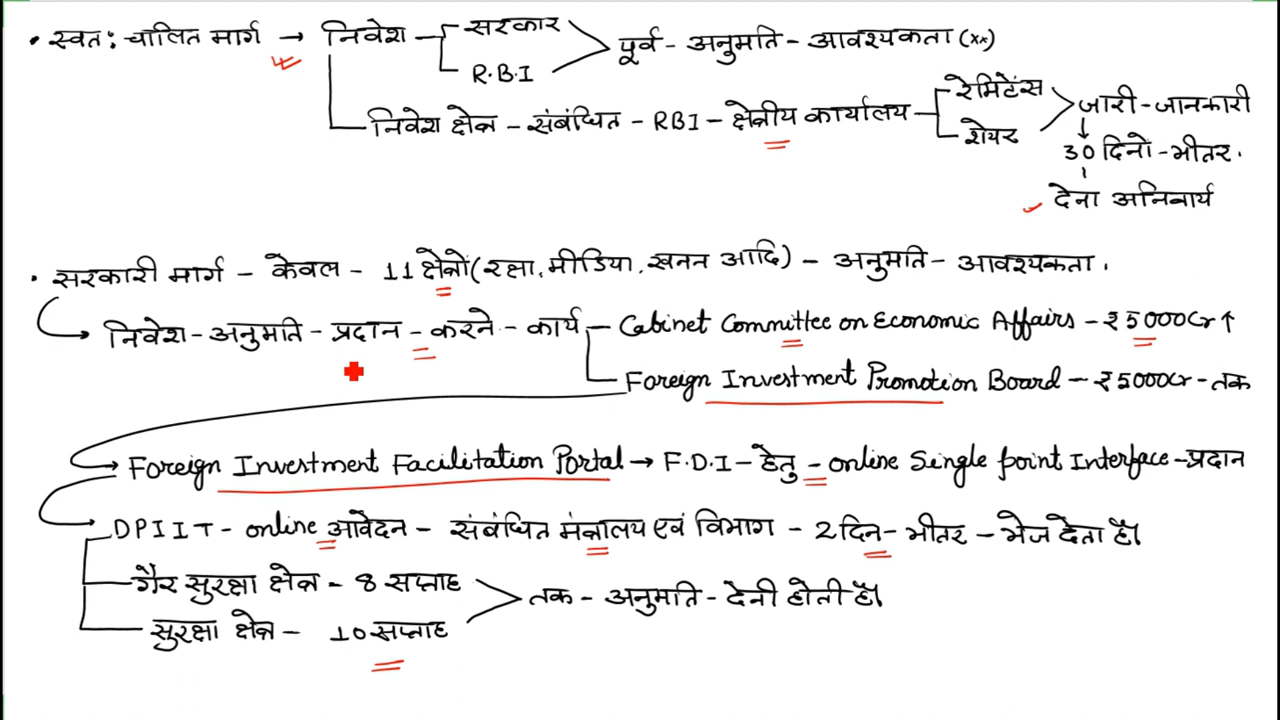 • स्वत: चालित मार्ग → निवेश - सरकार
R.B.I
पूर्व - अनुमति - आवश्यकता (xx)
निवेश क्षेत्र - संबंधित - RBI - क्षेत्रीय कार्यालय - रेमिटेंस
शेयर
जारी - जानकारी
30 दिनो - भीतर.
देना अनिवार्य
• सरकारी मार्ग - केवल - 11 क्षेत्रो (रक्षा, मीडिया, खनन आदि) - अनुमति - आवश्यकता.
निवेश - अनुमति - प्रदान - करने - कार्य - Cabinet Committee on Economic Affairs - ₹5000Cr ↑
Foreign Investment Promotion Board - ₹5000Cr - तक
Foreign Investment Facilitation Portal → F.D.I - हेतु - online Single point Interface - प्रदान
DPIIT - online आवेदन - संबंधित मंत्रालय एवं विभाग - 2 दिन - भीतर - भेज देता है।
गैर सुरक्षा क्षेत्र - 8 सप्ताह
सुरक्षा क्षेत्र - 10 सप्ताह
तक - अनुमति - देनी होती है।